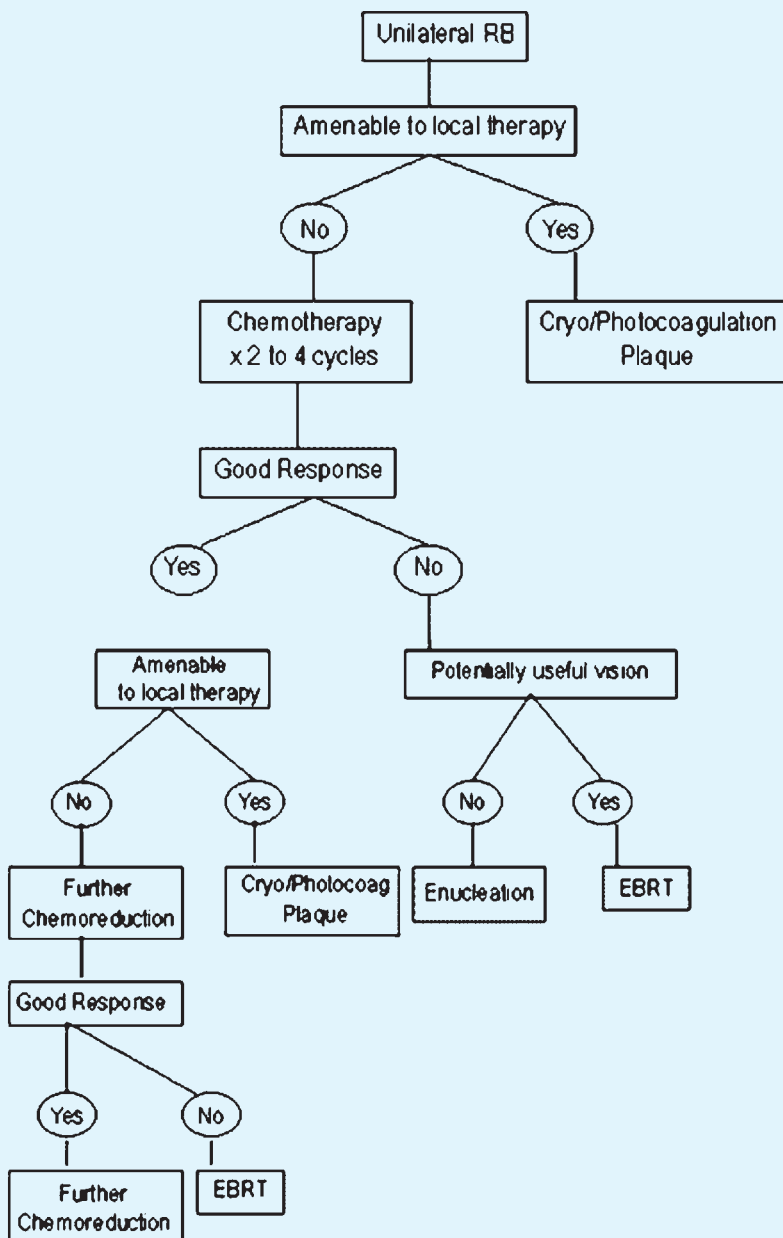 Unilateral RB
Amenable to local therapy
No
Yes
Chemotherapy
x 2 to 4 cycles
Cryo/Photocoagulation
Plaque
Good Response
Yes
No
Amenable
to local therapy
Potentially useful vision
No
Yes
No
Yes
Further
Chemoreduction
Cryo/Photocoag
Plaque
Enucleation
EBRT
Good Response
Yes
No
Further
Chemoreduction
EBRT